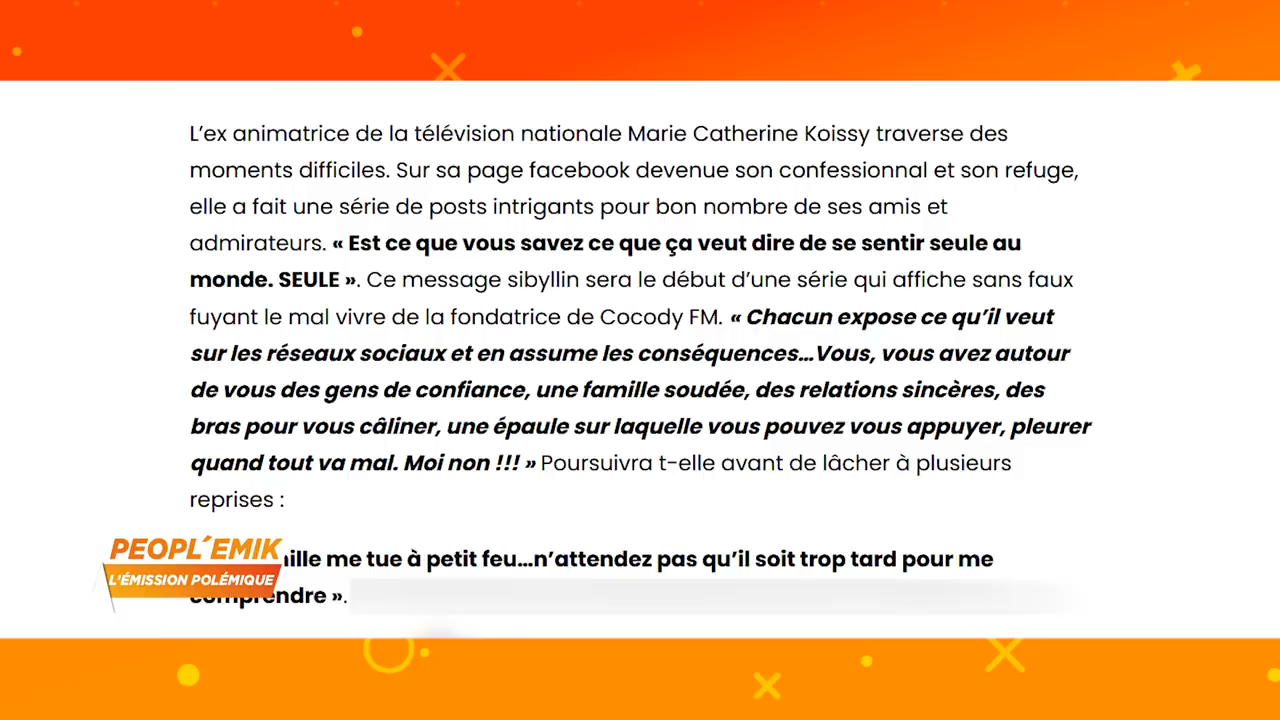 L'ex animatrice de la télévision nationale Marie Catherine Koissy traverse des
moments difficiles. Sur sa page facebook devenue son confessionnal et son refuge,
elle a fait une série de posts intrigants pour bon nombre de ses amis et
admirateurs. « Est ce que vous savez ce que ça veut dire de se sentir seule au
monde. SEULE ». Ce message sibyllin sera le début d'une série qui affiche sans faux
fuyant le mal vivre de la fondatrice de Cocody FM. « Chacun expose ce qu'il veut
sur les réseaux sociaux et en assume les conséquences...Vous, vous avez autour
de vous des gens de confiance, une famille soudée, des relations sincères, des
bras pour vous câliner, une épaule sur laquelle vous pouvez vous appuyer, pleurer
quand tout va mal. Moi non !!! » Poursuivra t-elle avant de lâcher à plusieurs
reprises :
me tue à petit feu...n'attendez pas qu'il soit trop tard pour me
comprendre ».
PEOPL´EMIK
L'ÉMISSION POLÉMIQUE